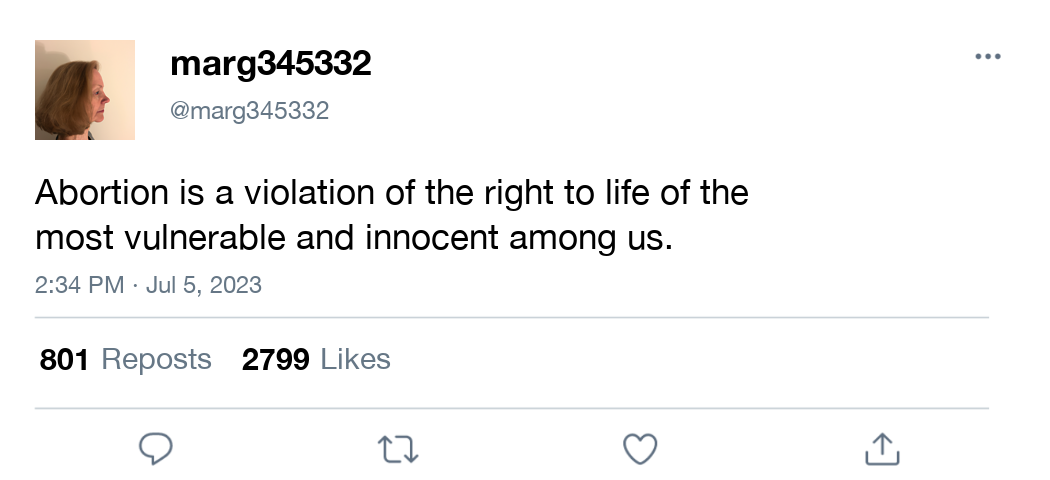 marg345332
@marg345332
Abortion is a violation of the right to life of the
most vulnerable and innocent among us.
2:34 PM · Jul 5, 2023
801 Reposts 2799 Likes